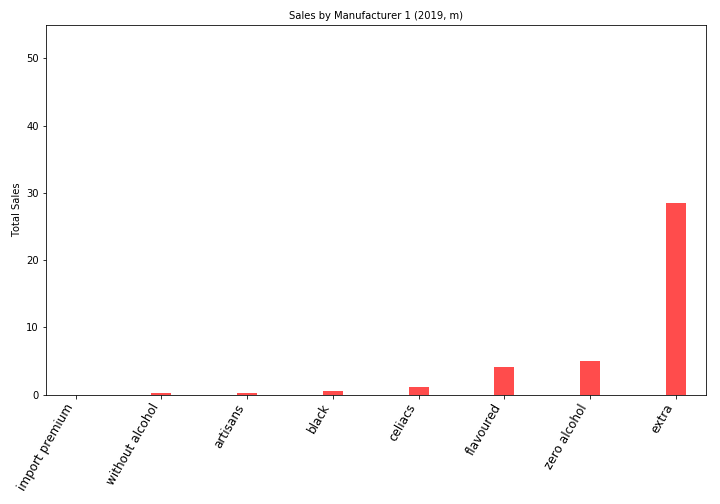 Sales by Manufacturer 1 (2019, m)
Total Sales
50
40
30
20
10
0
import premium
without alcohol
artisans
black
celiacs
flavoured
zero alcohol
extra